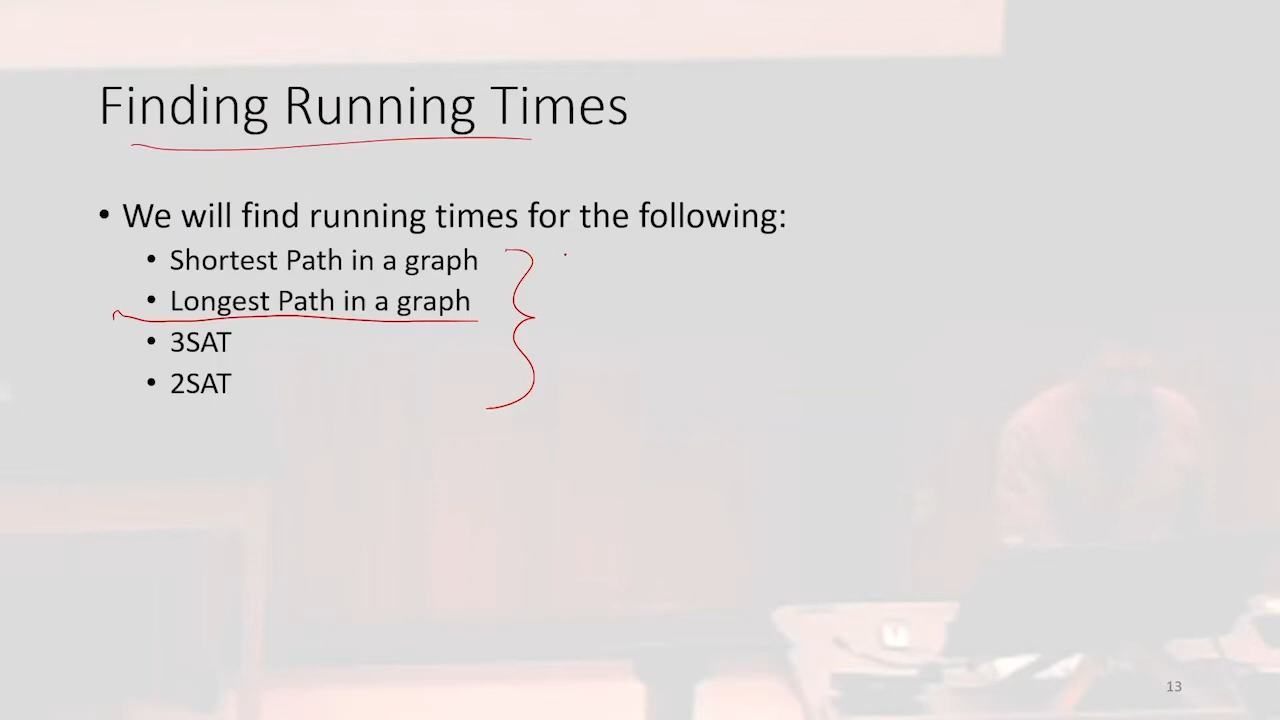 Finding Running Times
• We will find running times for the following:
• Shortest Path in a graph
• Longest Path in a graph
• 3SAT
• 2SAT
13